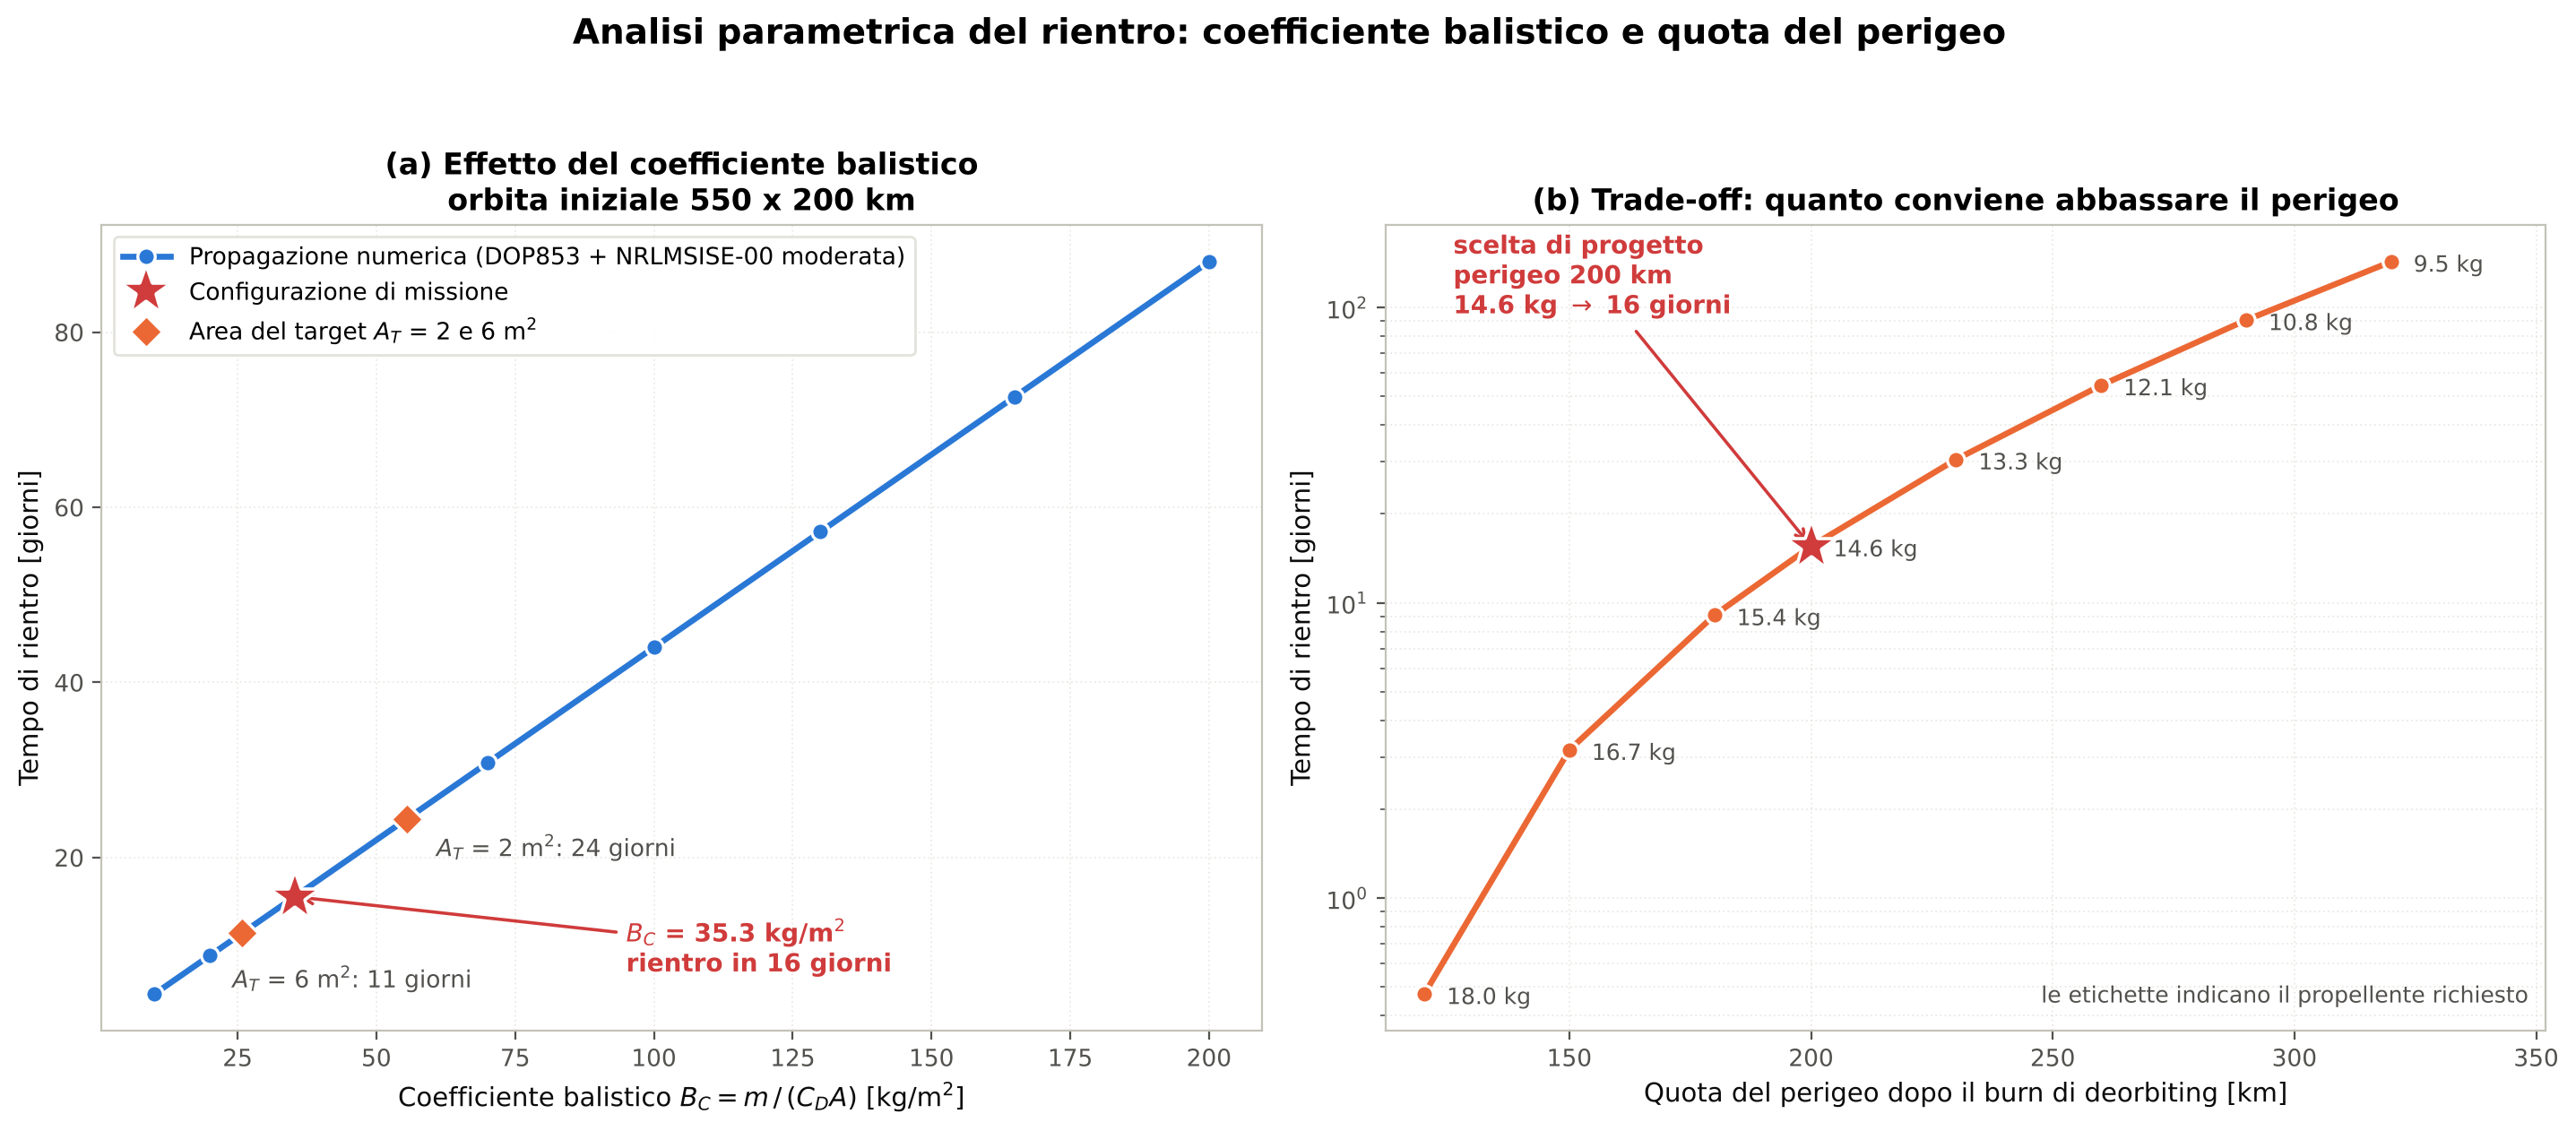 Analisi parametrica del rientro: coefficiente balistico e quota del perigeo
(a) Effetto del coefficiente balistico
orbita iniziale 550 x 200 km
Propagazione numerica (DOP853 + NRLMSISE-00 moderata)
Configurazione di missione
Area del target A_T = 2 e 6 m²
Tempo di rientro [giorni]
80
60
40
20
A_T = 2 m²: 24 giorni
B_C = 35.3 kg/m²
rientro in 16 giorni
A_T = 6 m²: 11 giorni
25 50 75 100 125 150 175 200
Coefficiente balistico B_C = m / (C_D A) [kg/m²]
(b) Trade-off: quanto conviene abbassare il perigeo
scelta di progetto
perigeo 200 km
14.6 kg → 16 giorni
Tempo di rientro [giorni]
10²
10¹
10⁰
9.5 kg
10.8 kg
12.1 kg
13.3 kg
14.6 kg
15.4 kg
16.7 kg
18.0 kg
le etichette indicano il propellente richiesto
150 200 250 300 350
Quota del perigeo dopo il burn di deorbiting [km]